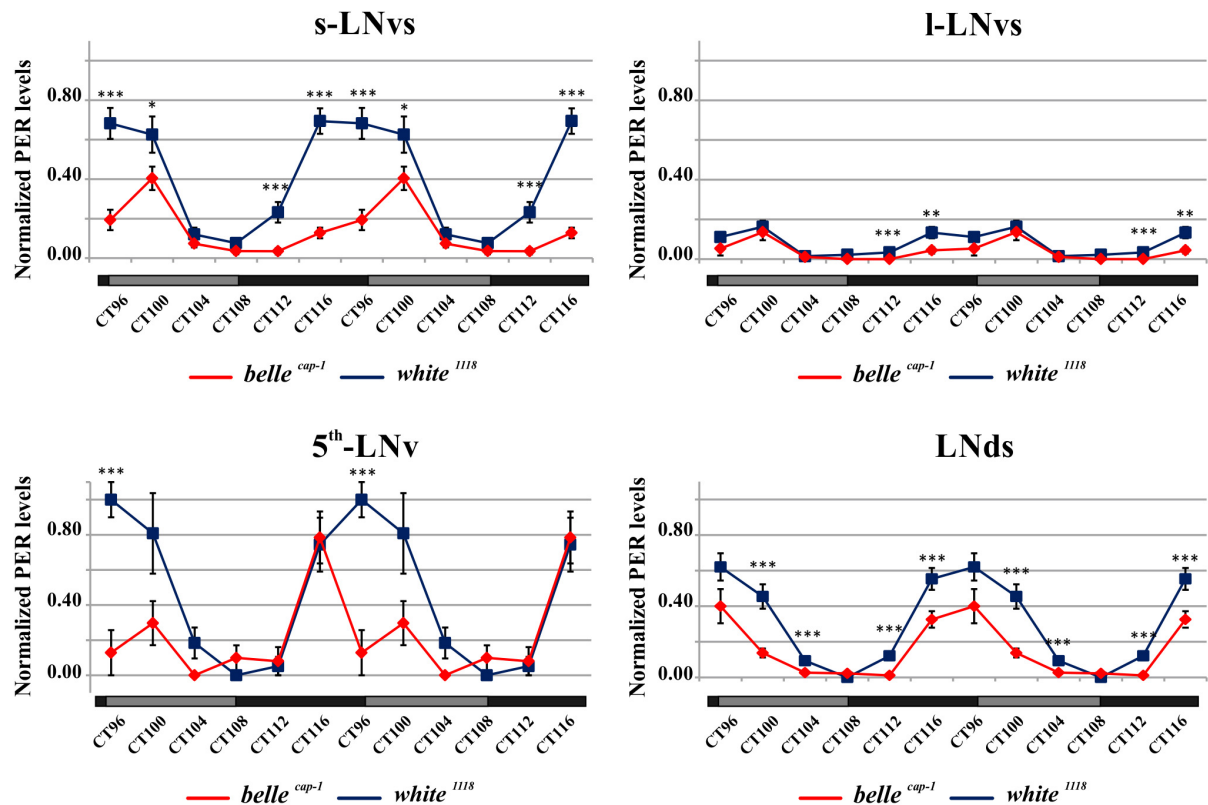 s-LNvs
Normalized PER levels
0.80
0.40
0.00
*** * *** *** *** * *** ***
CT96 CT100 CT104 CT108 CT112 CT116 CT96 CT100 CT104 CT108 CT112 CT116
belle cap-1 white 1118
l-LNvs
Normalized PER levels
0.80
0.40
0.00
*** ** *** **
CT96 CT100 CT104 CT108 CT112 CT116 CT96 CT100 CT104 CT108 CT112 CT116
belle cap-1 white 1118
5th-LNv
Normalized PER levels
0.80
0.40
0.00
*** ***
CT96 CT100 CT104 CT108 CT112 CT116 CT96 CT100 CT104 CT108 CT112 CT116
belle cap-1 white 1118
LNds
Normalized PER levels
0.80
0.40
0.00
*** *** *** *** *** *** *** ***
CT96 CT100 CT104 CT108 CT112 CT116 CT96 CT100 CT104 CT108 CT112 CT116
belle cap-1 white 1118